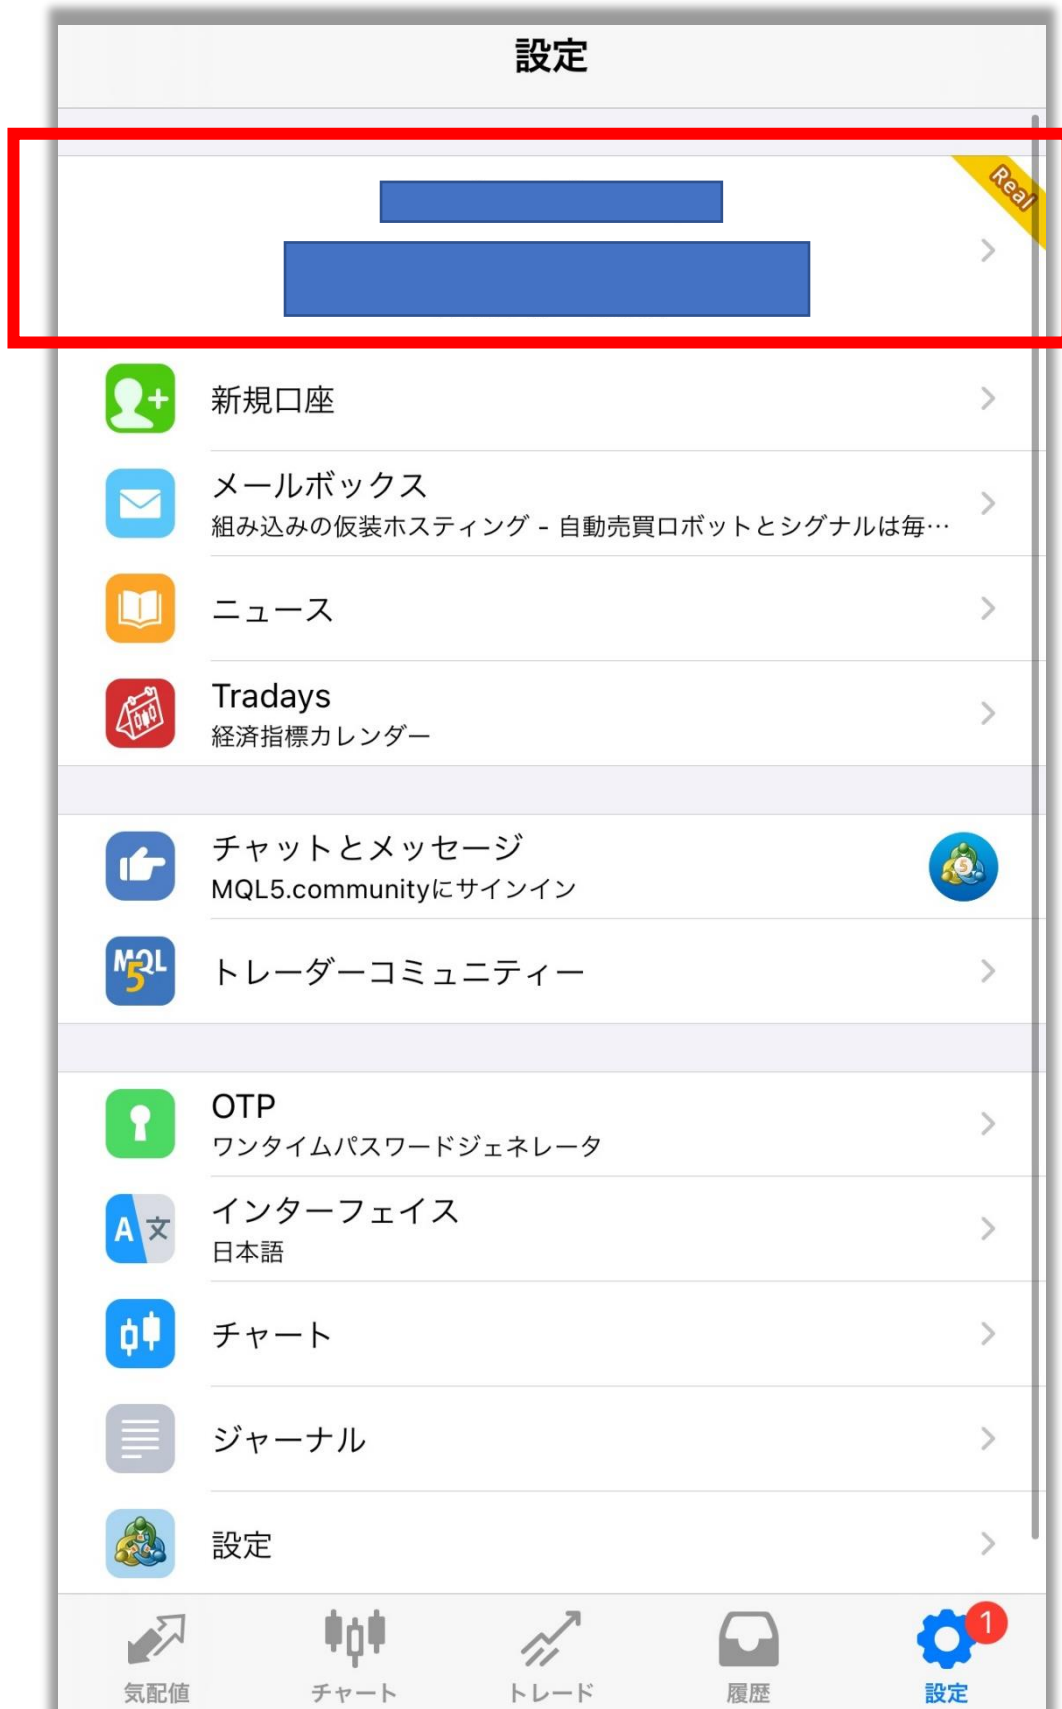 設定
Real
新規口座
メールボックス
組み込みの仮装ホスティング - 自動売買ロボットとシグナルは毎…
ニュース
Tradays
経済指標カレンダー
チャットとメッセージ
MQL5.communityにサインイン
5
MQL
5
トレーダーコミュニティー
OTP
ワンタイムパスワードジェネレータ
A 文
インターフェイス
日本語
チャート
ジャーナル
設定
1
気配値 チャート トレード 履歴 設定